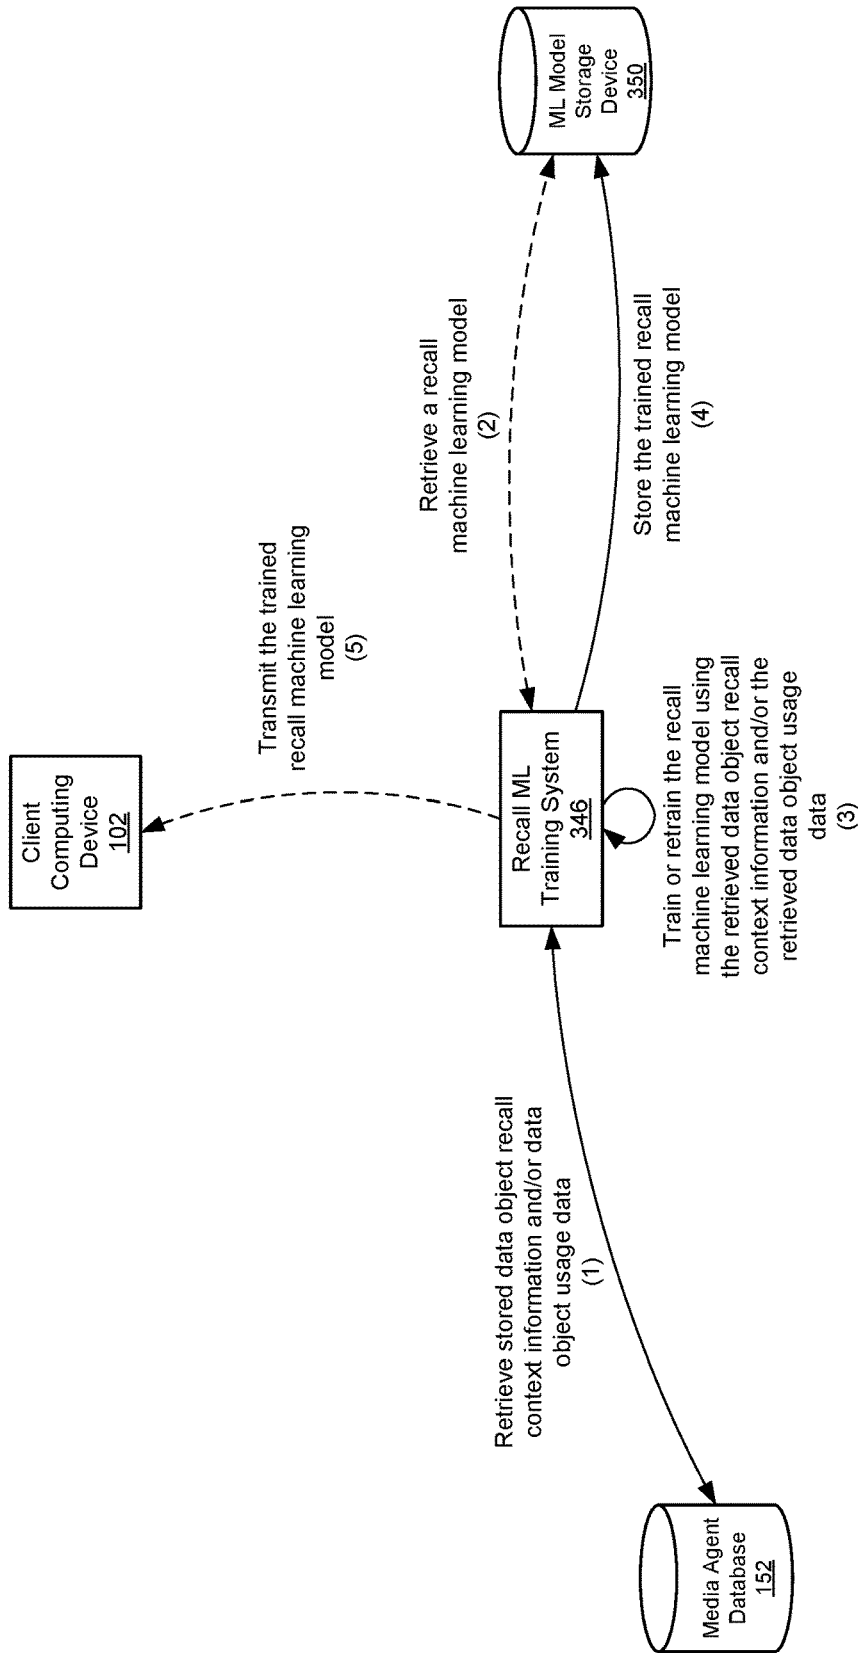 Client
Computing
Device
102
Transmit the trained
recall machine learning
model
(5)
Retrieve a recall
machine learning model
(2)
ML Model
Storage
Device
350
Retrieve stored data object recall
context information and/or data
object usage data
(1)
Recall ML
Training System
346
Store the trained recall
machine learning model
(4)
Media Agent
Database
152
Train or retrain the recall
machine learning model using
the retrieved data object recall
context information and/or the
retrieved data object usage
data
(3)